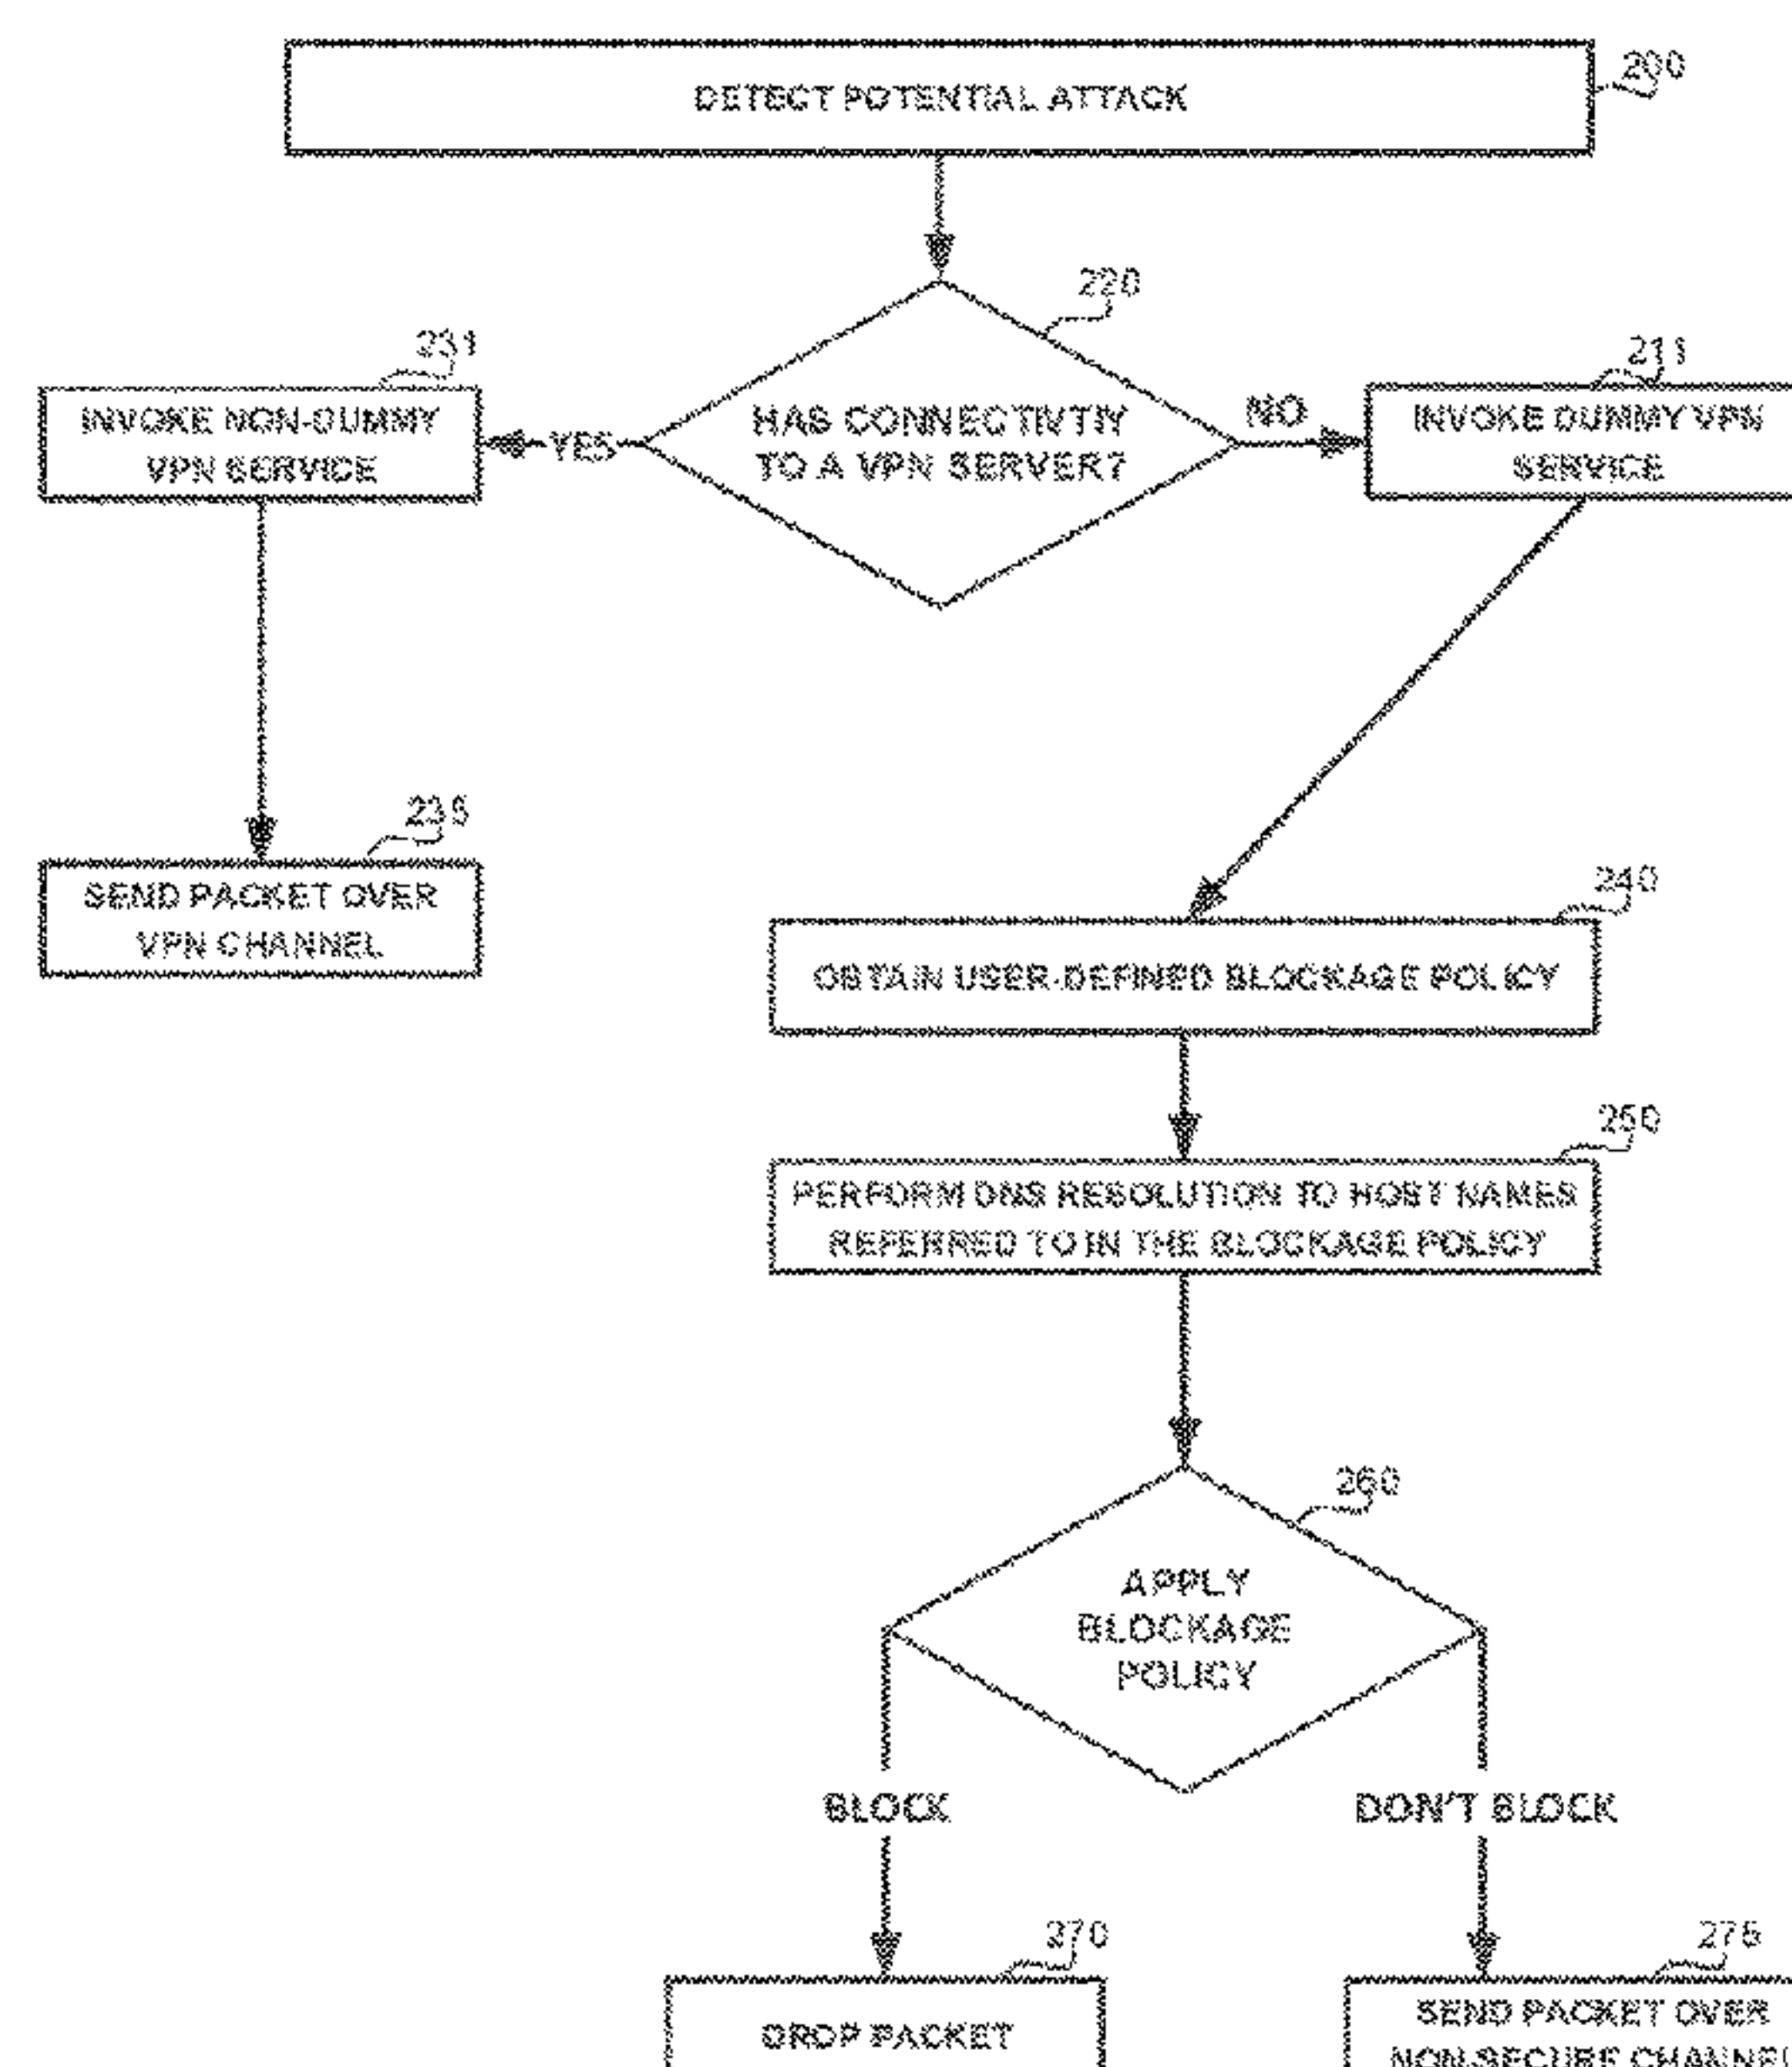 200
DETECT POTENTIAL ATTACK
220
231
211
INVOKE NON-DUMMY
VPN SERVICE
YES
HAS CONNECTIVTIY
TO A VPN SERVER?
NO
INVOKE DUMMY VPN
SERVICE
235
SEND PACKET OVER
VPN CHANNEL
240
OBTAIN USER-DEFINED BLOCKAGE POLICY
250
PERFORM DNS RESOLUTION TO HOST NAMES
REFERRED TO IN THE BLOCKAGE POLICY
260
APPLY
BLOCKAGE
POLICY
BLOCK
DON'T BLOCK
270
275
DROP PACKET
SEND PACKET OVER
NON-SECURE CHANNEL